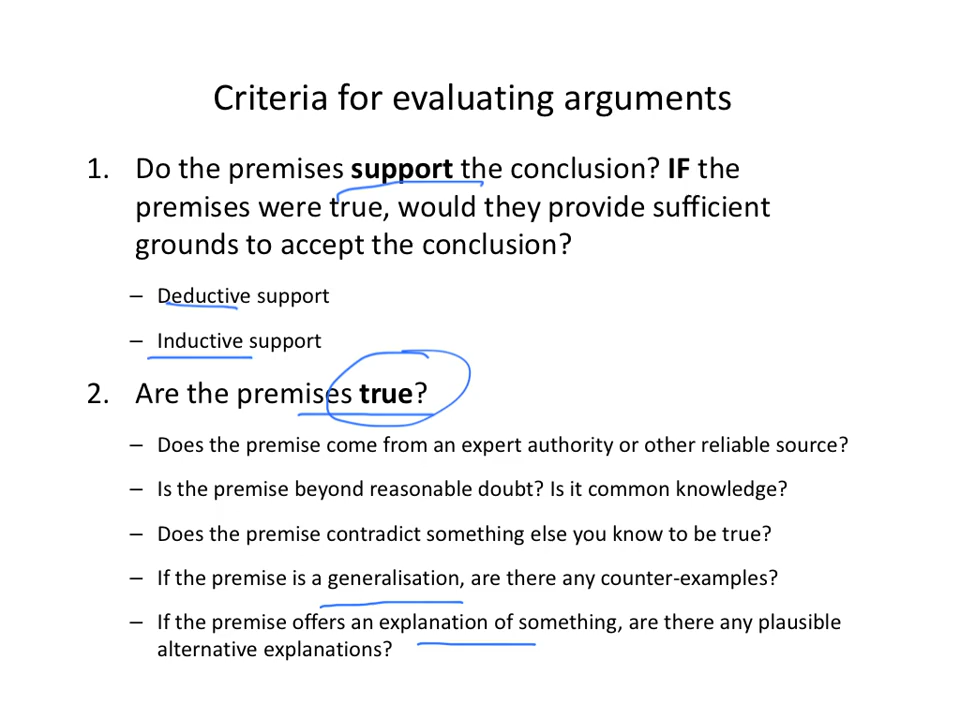 Criteria for evaluating arguments
1. Do the premises support the conclusion? IF the
premises were true, would they provide sufficient
grounds to accept the conclusion?
– Deductive support
– Inductive support
2. Are the premises true?
– Does the premise come from an expert authority or other reliable source?
– Is the premise beyond reasonable doubt? Is it common knowledge?
– Does the premise contradict something else you know to be true?
– If the premise is a generalisation, are there any counter-examples?
– If the premise offers an explanation of something, are there any plausible
alternative explanations?